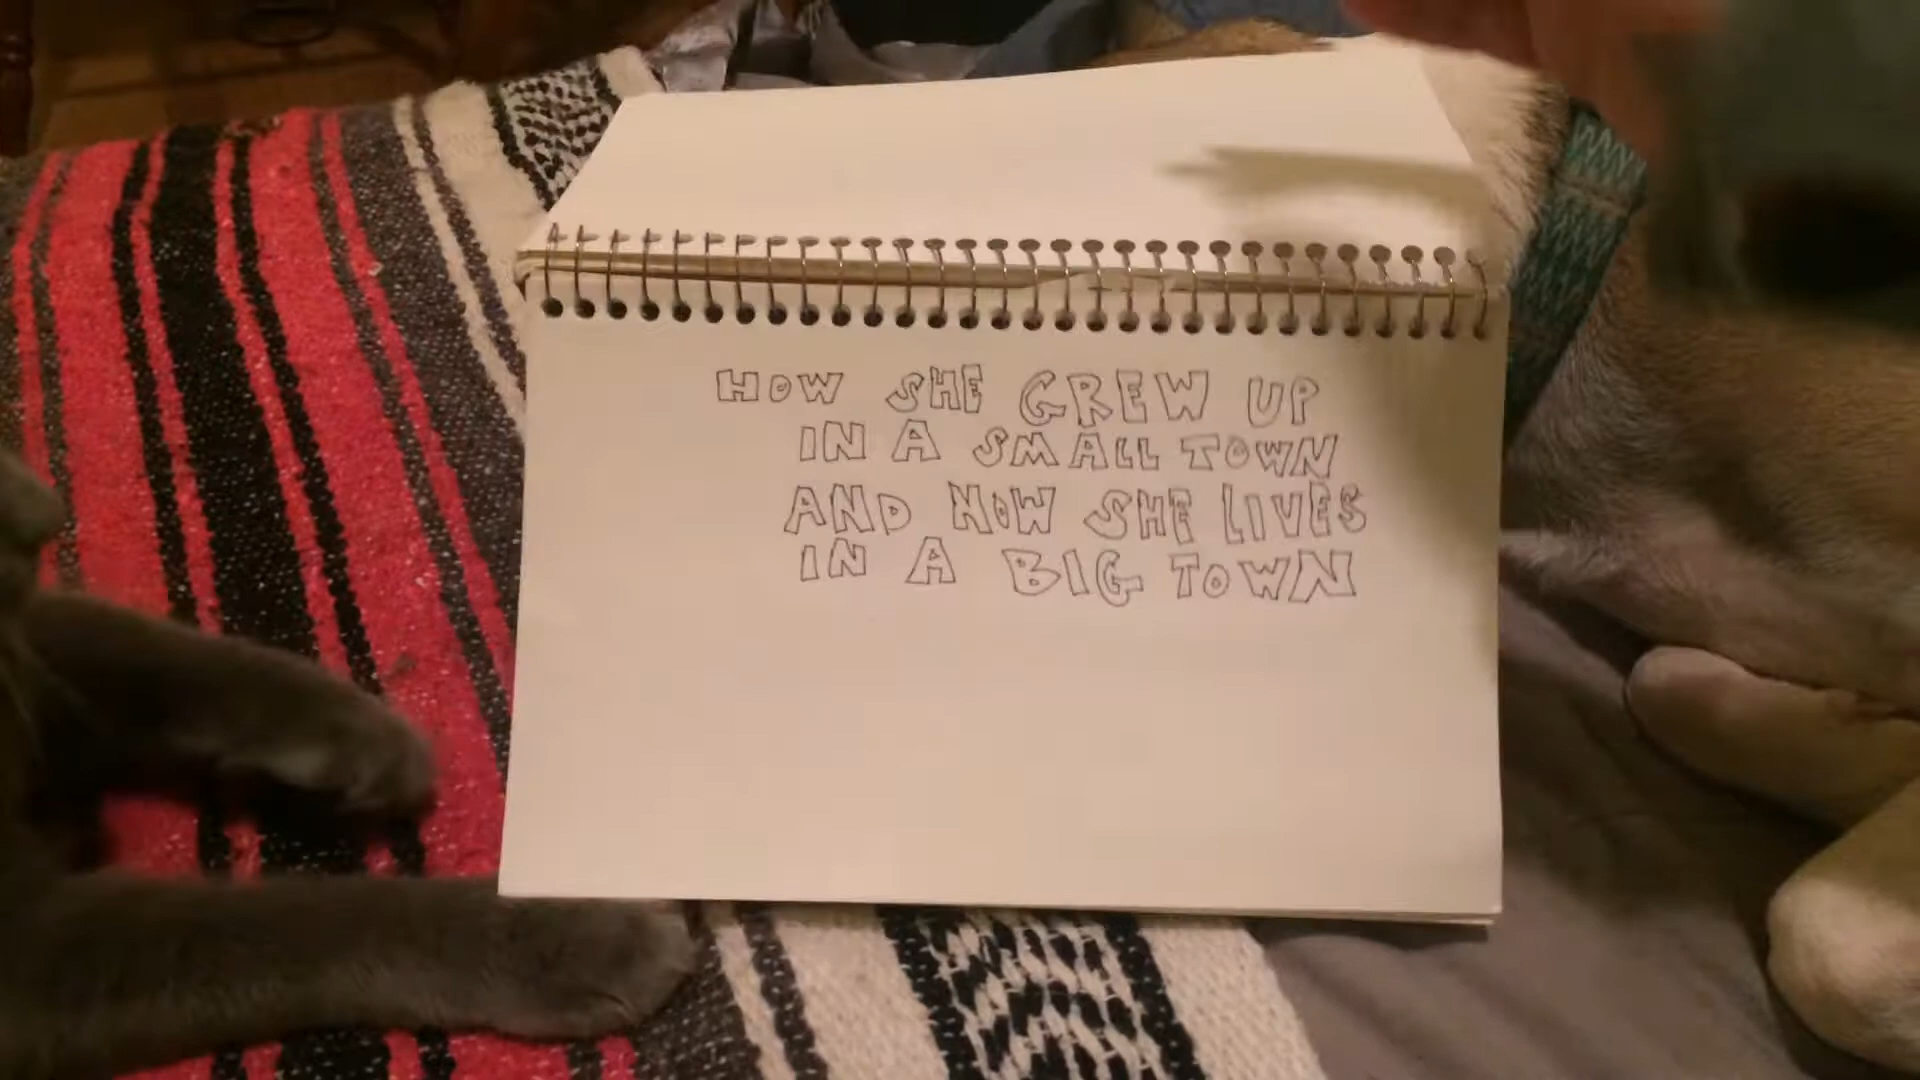 HOW SHE GREW UP
IN A SMALL TOWN
AND NOW SHE LIVES
IN A BIG TOWN